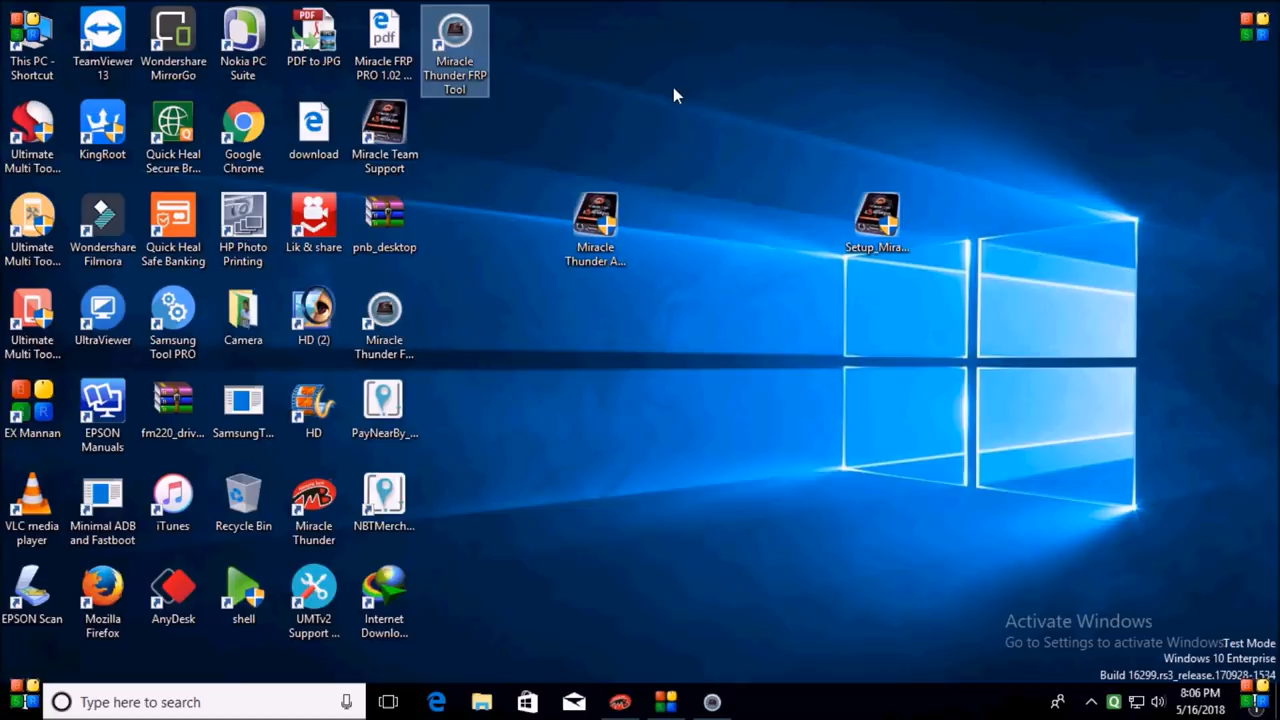 This PC -
Shortcut
TeamViewer
13
Wondershare
MirrorGo
Nokia PC
Suite
PDF
PDF to JPG
pdf
Miracle FRP
PRO 1.02 ...
Miracle
Thunder FRP
Tool
Ultimate
Multi Too...
KingRoot
Quick Heal
Secure Br...
Google
Chrome
download
Miracle Team
Support
Ultimate
Multi Too...
Wondershare
Filmora
Quick Heal
Safe Banking
HP Photo
Printing
Lik & share
pnb_desktop
Miracle
Thunder A...
Setup_Mira...
Ultimate
Multi Too...
UltraViewer
Samsung
Tool PRO
Camera
HD (2)
Miracle
Thunder F...
EX Mannan
EPSON
Manuals
fm220_driv...
SamsungT...
HD
PayNearBy_...
VLC media
player
Minimal ADB
and Fastboot
iTunes
Recycle Bin
Miracle
Thunder
NBTMerch...
EPSON Scan
Mozilla
Firefox
AnyDesk
shell
UMTv2
Support ...
Internet
Downlo...
Activate Windows
Go to Settings to activate Windows
Test Mode
Windows 10 Enterprise
Build 16299.rs3_release.170928-1534
Type here to search
8:06 PM
5/16/2018